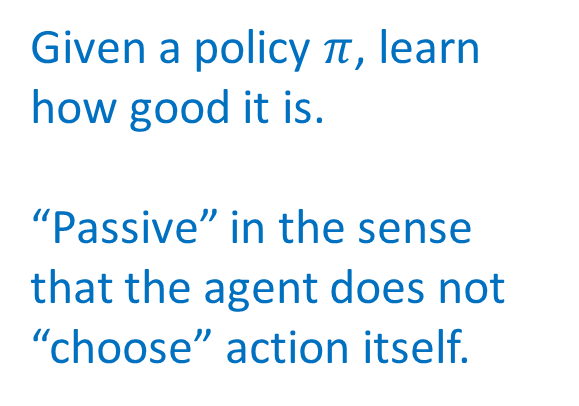 Given a policy π, learn
how good it is.
“Passive” in the sense
that the agent does not
“choose” action itself.